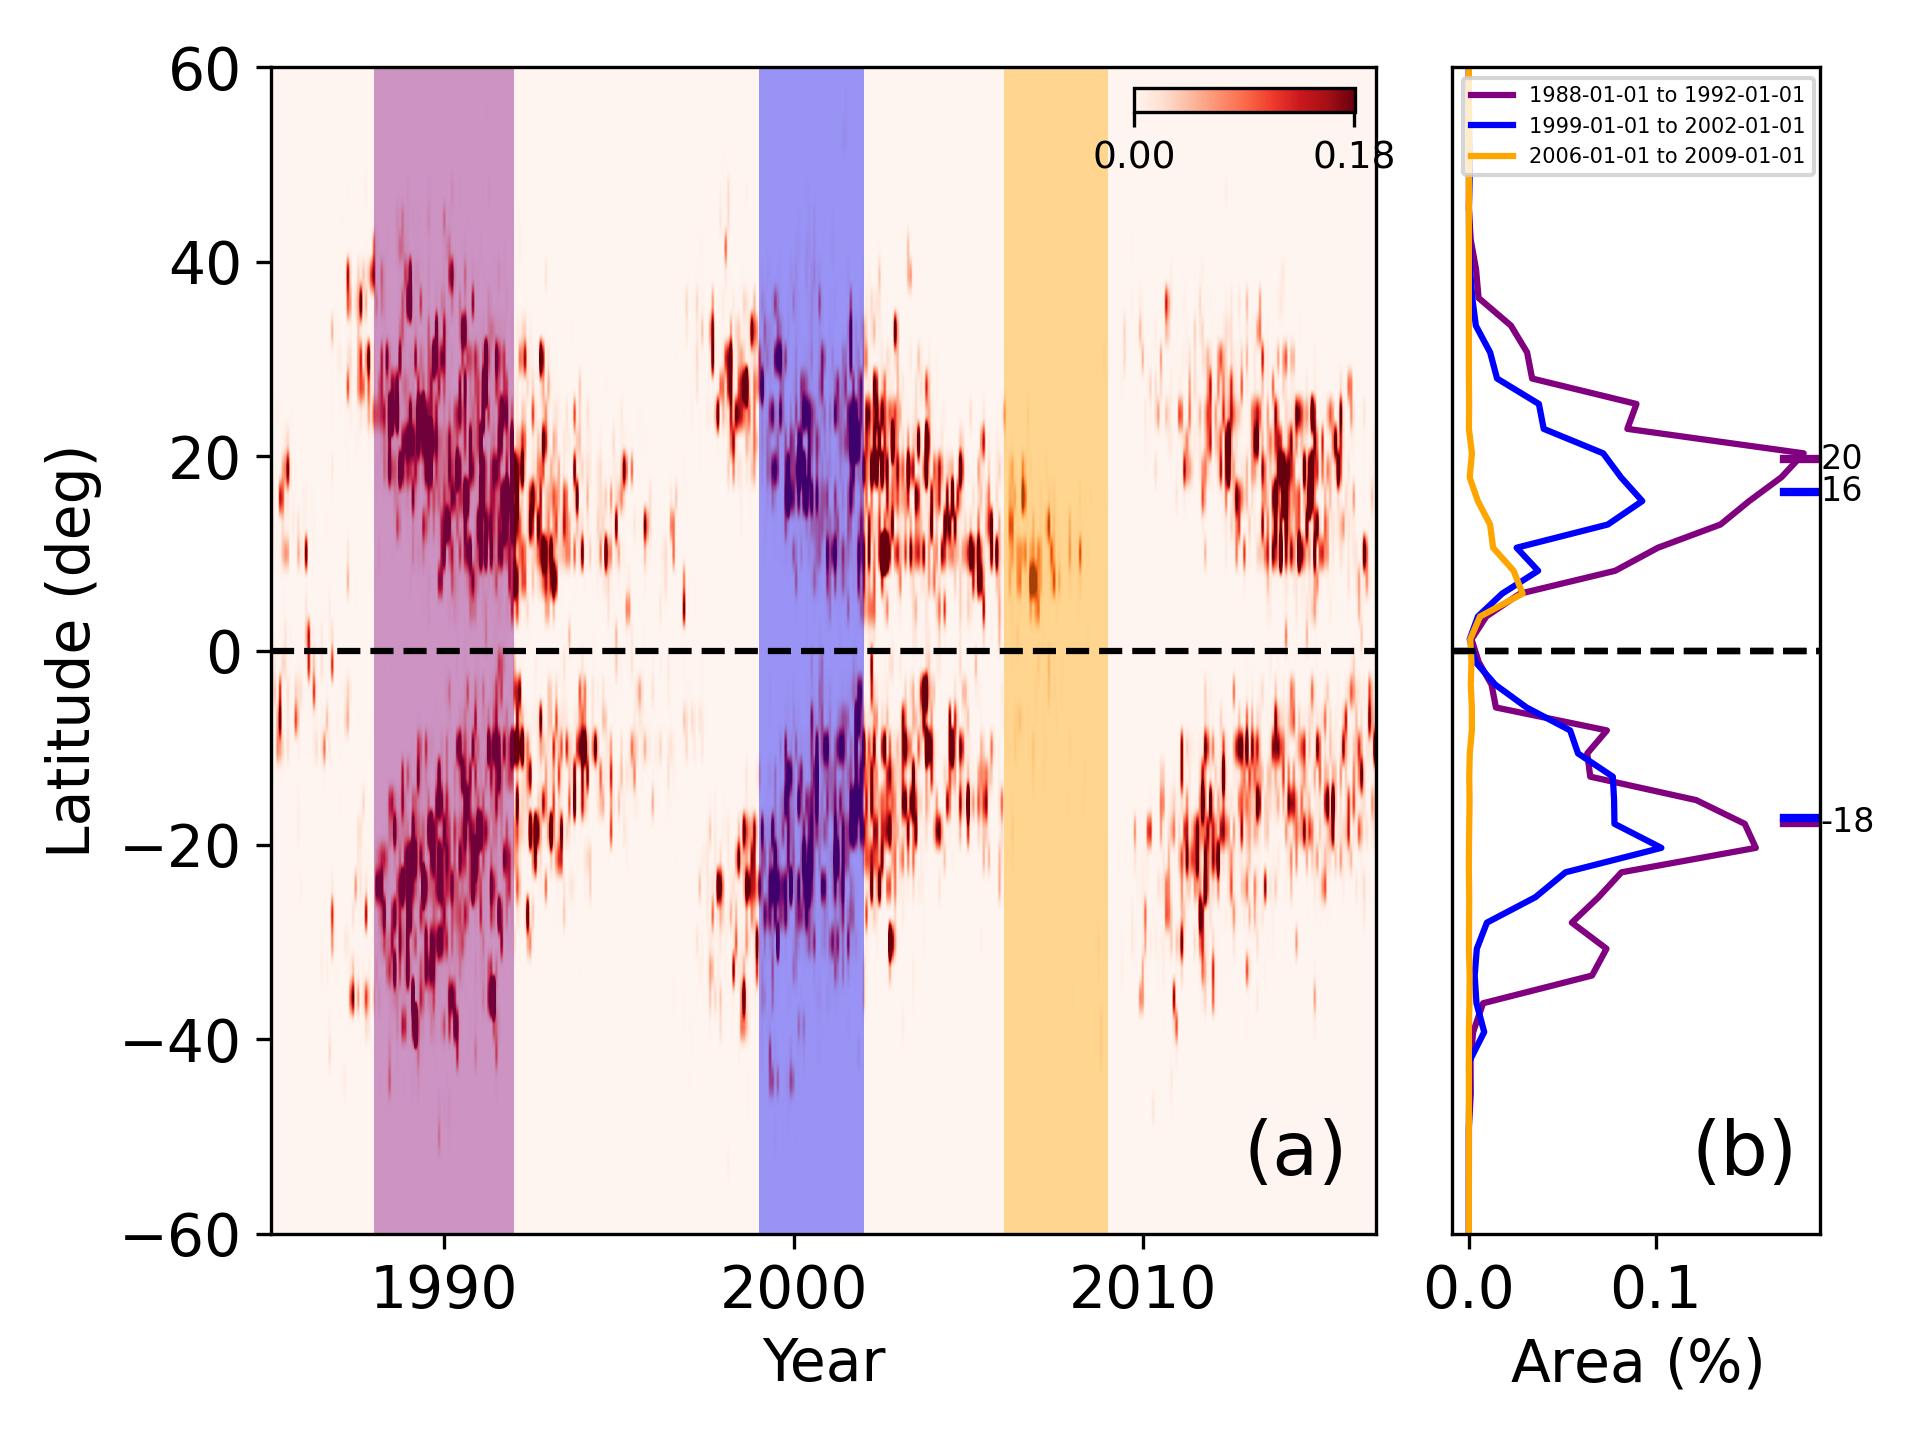 60
40
20
0
−20
−40
−60
Latitude (deg)
1990
2000
2010
Year
0.00
0.18
(a)
1988-01-01 to 1992-01-01
1999-01-01 to 2002-01-01
2006-01-01 to 2009-01-01
20
16
-18
(b)
0.0
0.1
Area (%)